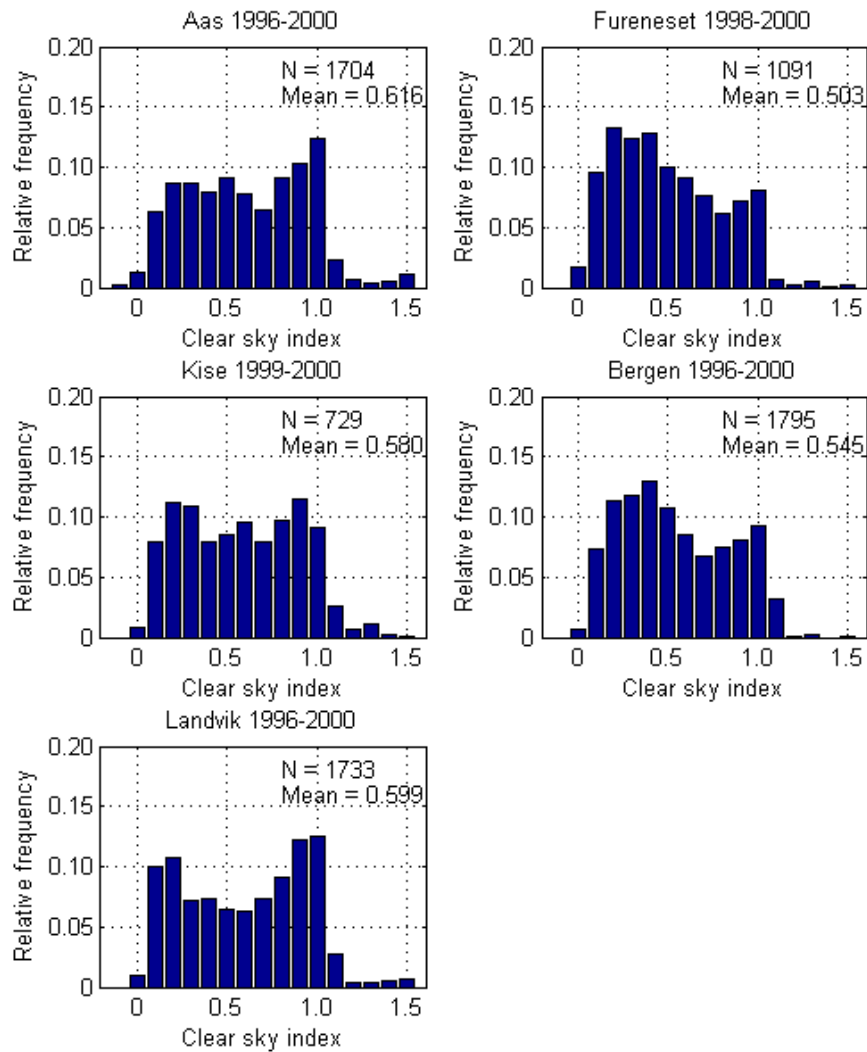 Aas 1996-2000
0.20
0.15
0.10
0.05
0
Relative frequency
N = 1704
Mean = 0.616
0 0.5 1.0 1.5
Clear sky index
Fureneset 1998-2000
0.20
0.15
0.10
0.05
0
Relative frequency
N = 1091
Mean = 0.503
0 0.5 1.0 1.5
Clear sky index
Kise 1999-2000
0.20
0.15
0.10
0.05
0
Relative frequency
N = 729
Mean = 0.580
0 0.5 1.0 1.5
Clear sky index
Bergen 1996-2000
0.20
0.15
0.10
0.05
0
Relative frequency
N = 1795
Mean = 0.545
0 0.5 1.0 1.5
Clear sky index
Landvik 1996-2000
0.20
0.15
0.10
0.05
0
Relative frequency
N = 1733
Mean = 0.599
0 0.5 1.0 1.5
Clear sky index